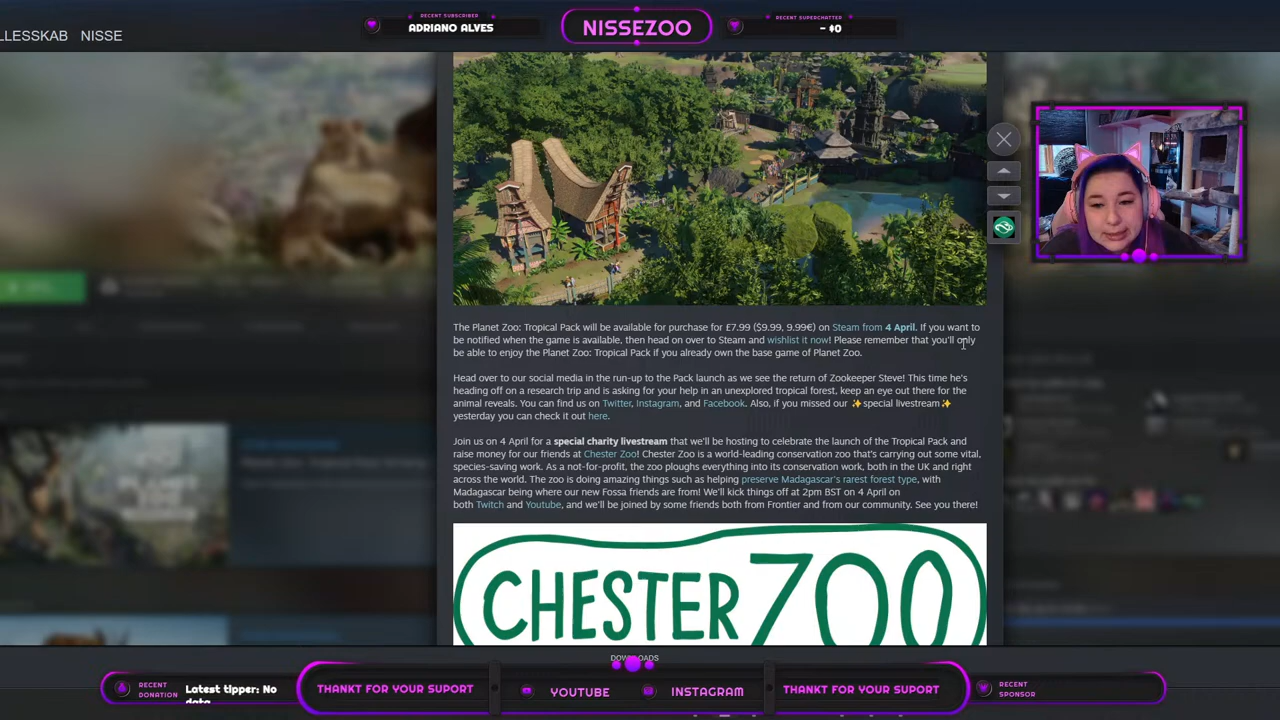 LLESSKAB NISSE
RECENT SUBSCRIBER
ADRIANO ALVES
NISSEZOO
RECENT SUPERCHATTER
- $0
The Planet Zoo: Tropical Pack will be available for purchase for £7.99 ($9.99, 9.99€) on Steam from 4 April. If you want to
be notified when the game is available, then head on over to Steam and wishlist it now! Please remember that you'll only
be able to enjoy the Planet Zoo: Tropical Pack if you already own the base game of Planet Zoo.
Head over to our social media in the run-up to the Pack launch as we see the return of Zookeeper Steve! This time he's
heading off on a research trip and is asking for your help in an unexplored tropical forest, keep an eye out there for the
animal reveals. You can find us on Twitter, Instagram, and Facebook. Also, if you missed our ✨special livestream✨
yesterday you can check it out here.
Join us on 4 April for a special charity livestream that we'll be hosting to celebrate the launch of the Tropical Pack and
raise money for our friends at Chester Zoo! Chester Zoo is a world-leading conservation zoo that's carrying out some vital,
species-saving work. As a not-for-profit, the zoo ploughs everything into its conservation work, both in the UK and right
across the world. The zoo is doing amazing things such as helping preserve Madagascar's rarest forest type, with
Madagascar being where our new Fossa friends are from! We'll kick things off at 2pm BST on 4 April on
both Twitch and Youtube, and we'll be joined by some friends both from Frontier and from our community. See you there!
CHESTER ZOO
DOWNLOADS
RECENT
DONATION
Latest tipper: No
data
THANKT FOR YOUR SUPORT
YOUTUBE
INSTAGRAM
THANKT FOR YOUR SUPORT
RECENT
SPONSOR